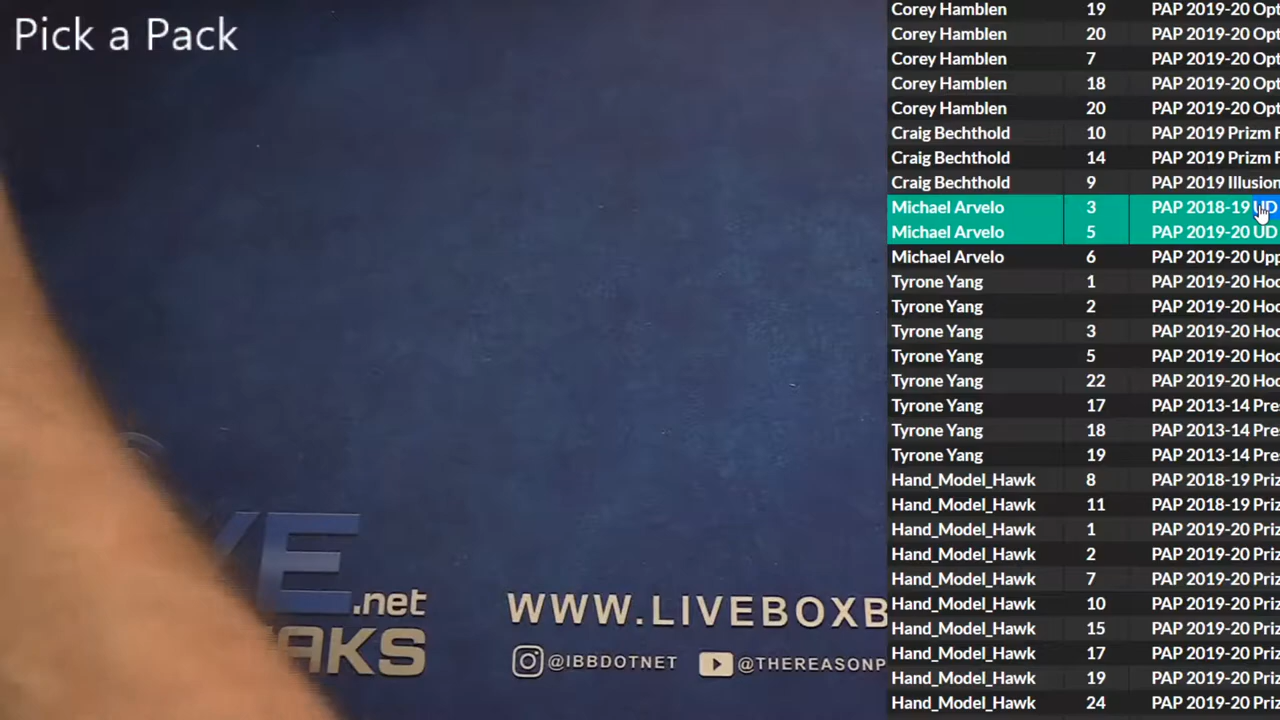 Pick a Pack
Corey Hamblen 19 PAP 2019-20 Opt
Corey Hamblen 20 PAP 2019-20 Opt
Corey Hamblen 7 PAP 2019-20 Opt
Corey Hamblen 18 PAP 2019-20 Opt
Corey Hamblen 20 PAP 2019-20 Opt
Craig Bechthold 10 PAP 2019 Prizm F
Craig Bechthold 14 PAP 2019 Prizm F
Craig Bechthold 9 PAP 2019 Illusion
Michael Arvelo 3 PAP 2018-19 UD
Michael Arvelo 5 PAP 2019-20 UD
Michael Arvelo 6 PAP 2019-20 Upp
Tyrone Yang 1 PAP 2019-20 Hoo
Tyrone Yang 2 PAP 2019-20 Hoo
Tyrone Yang 3 PAP 2019-20 Hoo
Tyrone Yang 5 PAP 2019-20 Hoo
Tyrone Yang 22 PAP 2019-20 Hoo
Tyrone Yang 17 PAP 2013-14 Pre
Tyrone Yang 18 PAP 2013-14 Pre
Tyrone Yang 19 PAP 2013-14 Pre
Hand_Model_Hawk 8 PAP 2018-19 Priz
Hand_Model_Hawk 11 PAP 2018-19 Priz
Hand_Model_Hawk 1 PAP 2019-20 Priz
Hand_Model_Hawk 2 PAP 2019-20 Priz
Hand_Model_Hawk 7 PAP 2019-20 Priz
Hand_Model_Hawk 10 PAP 2019-20 Priz
Hand_Model_Hawk 15 PAP 2019-20 Priz
Hand_Model_Hawk 17 PAP 2019-20 Priz
Hand_Model_Hawk 19 PAP 2019-20 Priz
Hand_Model_Hawk 24 PAP 2019-20 Priz
VE.net
AKS
WWW.LIVEBOXB
@IBBDOTNET @THEREASONP